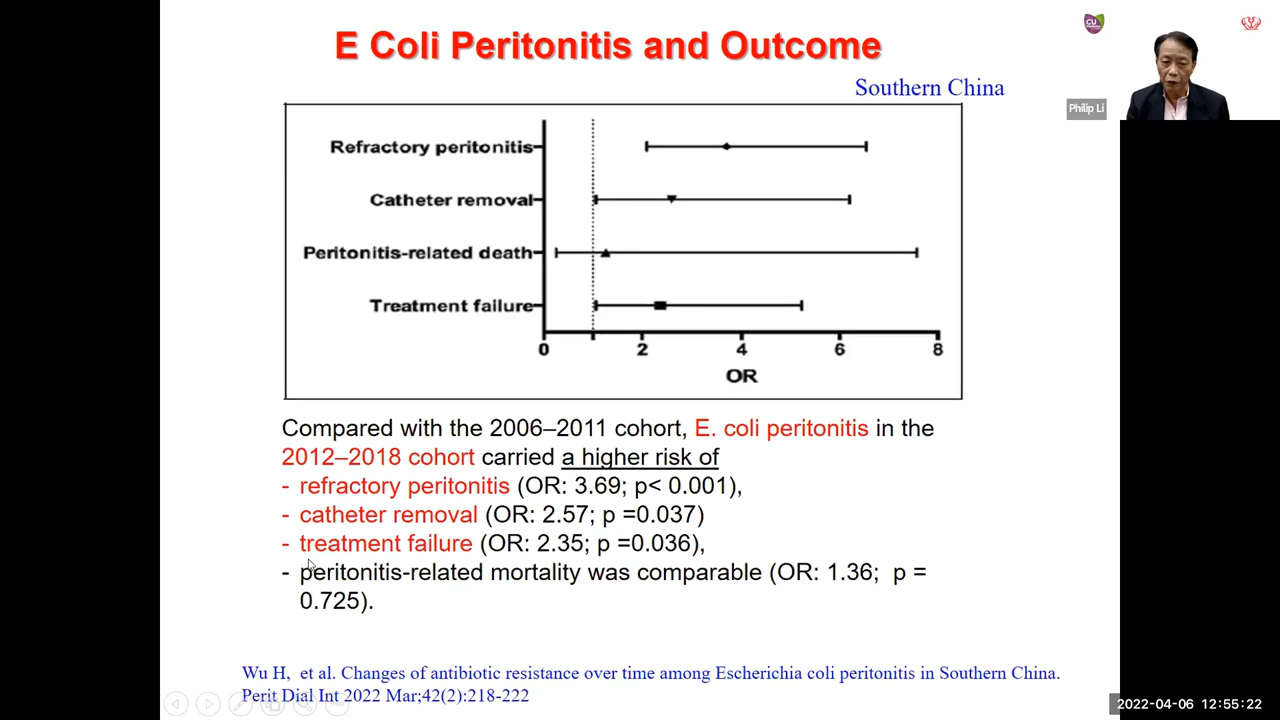 E Coli Peritonitis and Outcome
Southern China
CU
Philip Li
Refractory peritonitis
Catheter removal
Peritonitis-related death
Treatment failure
0 2 4 6 8
OR
Compared with the 2006–2011 cohort, E. coli peritonitis in the
2012–2018 cohort carried a higher risk of
- refractory peritonitis (OR: 3.69; p< 0.001),
- catheter removal (OR: 2.57; p =0.037)
- treatment failure (OR: 2.35; p =0.036),
- peritonitis-related mortality was comparable (OR: 1.36; p =
0.725).
Wu H, et al. Changes of antibiotic resistance over time among Escherichia coli peritonitis in Southern China.
Perit Dial Int 2022 Mar;42(2):218-222
2022-04-06 12:55:22